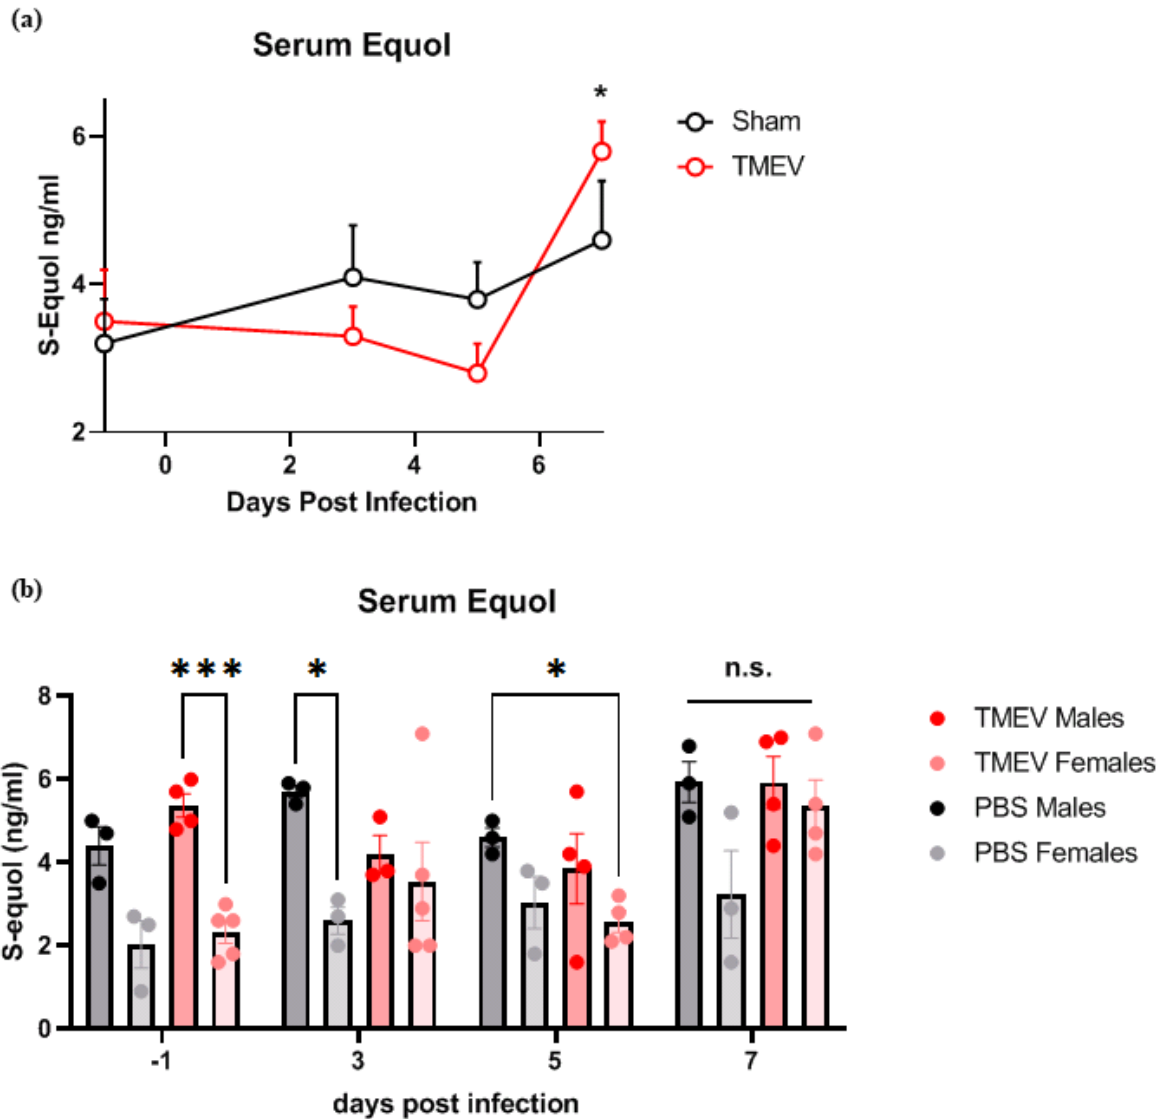 (a)
Serum Equol
*
Sham
TMEV
6
4
2
S-Equol ng/ml
0 2 4 6
Days Post Infection
(b)
Serum Equol
*** * * n.s.
8
6
4
2
0
S-equol (ng/ml)
TMEV Males
TMEV Females
PBS Males
PBS Females
-1 3 5 7
days post infection